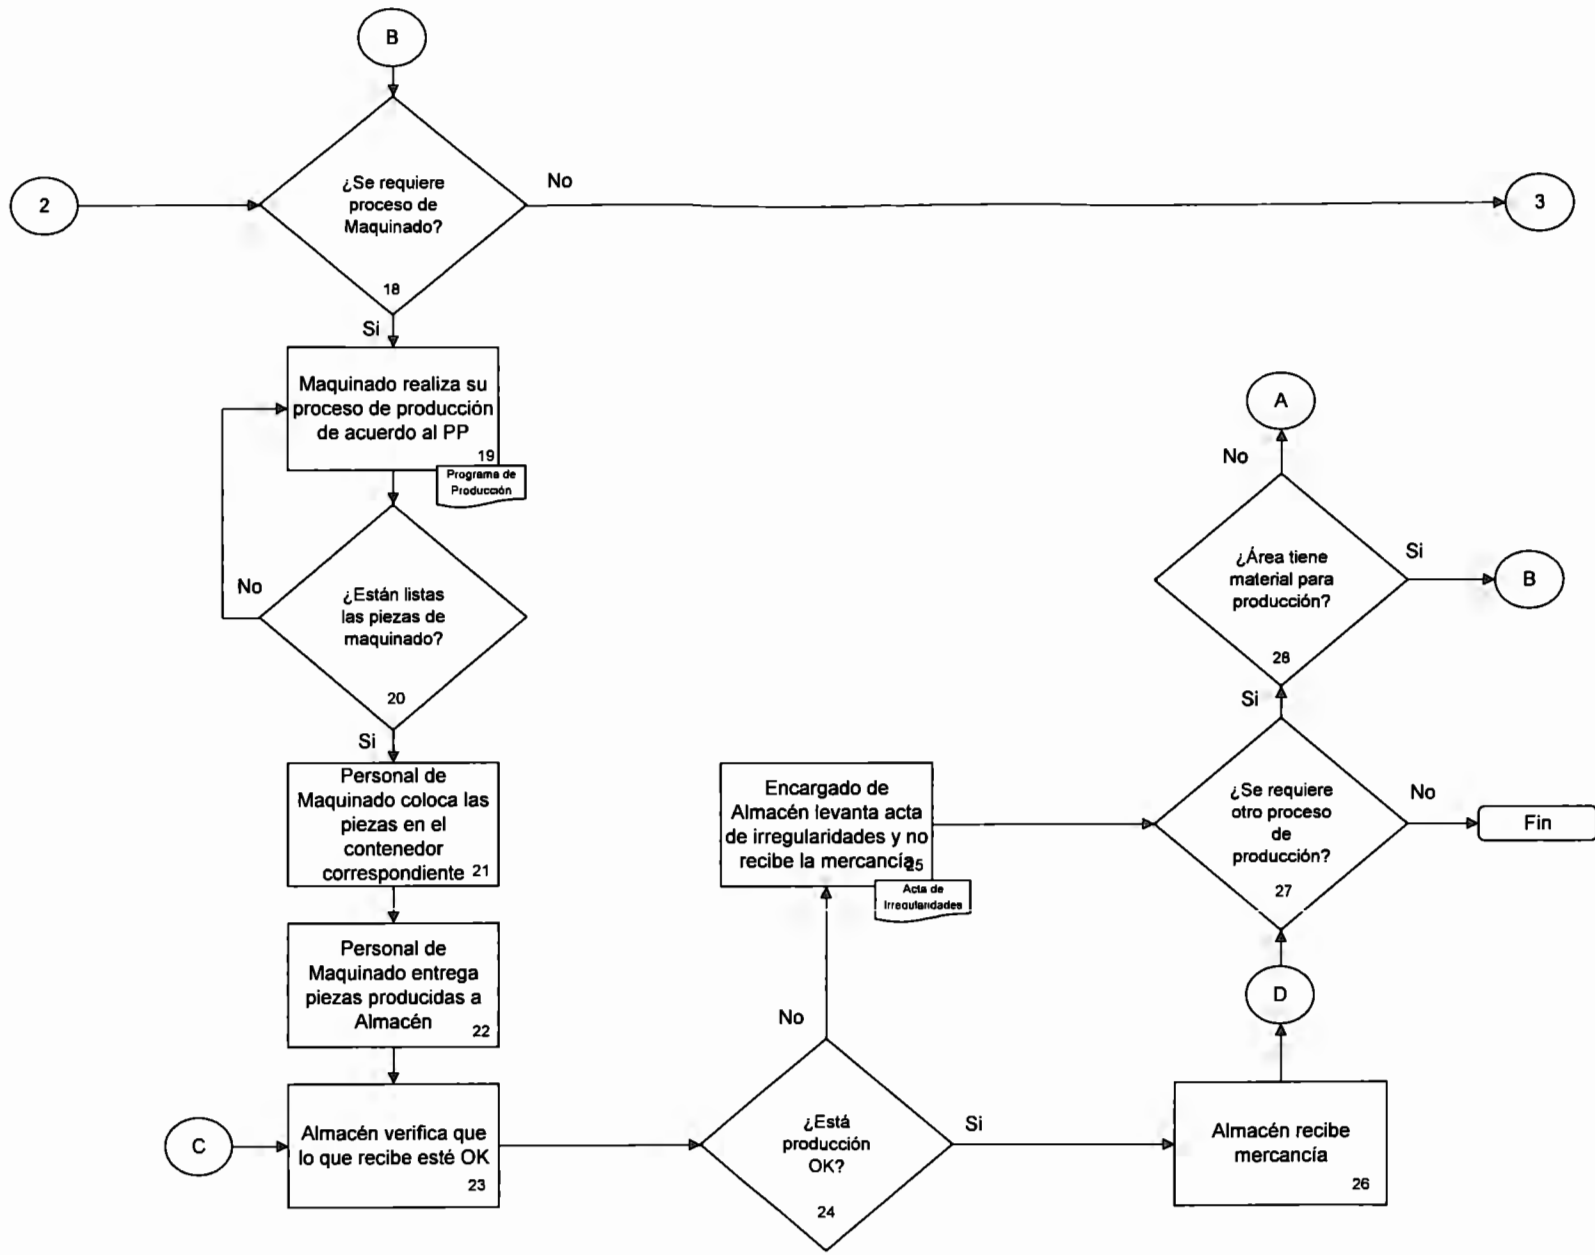 B
2
¿Se requiere
proceso de
Maquinado?
18
No
3
Si
Maquinado realiza su
proceso de producción
de acuerdo al PP
19
Programa de
Producción
No
¿Están listas
las piezas de
maquinado?
20
Si
Personal de
Maquinado coloca las
piezas en el
contenedor
correspondiente 21
Personal de
Maquinado entrega
piezas producidas a
Almacén
22
C
Almacén verifica que
lo que recibe esté OK
23
¿Está
producción
OK?
24
No
Encargado de
Almacén levanta acta
de irregularidades y no
recibe la mercancía
25
Acta de
Irregularidades
Si
Almacén recibe
mercancía
26
D
¿Se requiere
otro proceso
de
producción?
27
No
Fin
Si
¿Área tiene
material para
producción?
28
Si
B
No
A